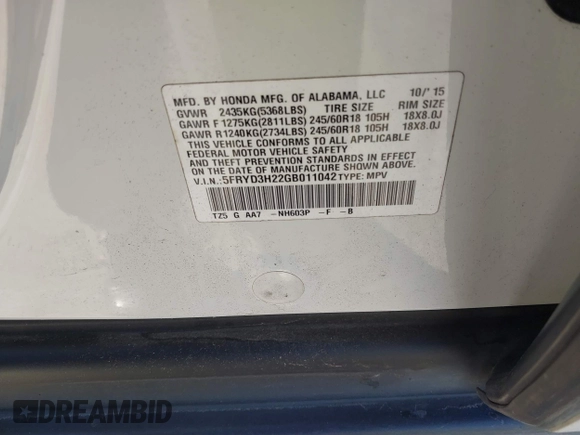 MFD. BY HONDA MFG. OF ALABAMA, LLC 10/'15
GVWR 2435KG(5368LBS) TIRE SIZE RIM SIZE
GAWR F 1275KG(2811LBS) 245/60R18 105H 18X8.0J
GAWR R 1240KG(2734LBS) 245/60R18 105H 18X8.0J
THIS VEHICLE CONFORMS TO ALL APPLICABLE
FEDERAL MOTOR VEHICLE SAFETY
AND THEFT PREVENTION STANDARDS IN EFFECT
ON THE DATE OF MANUFACTURE SHOWN ABOVE.
V.I.N.:5FRYD3H22GB011042 TYPE: MPV
TZ5 G AA7 -NH603P -F -B
DREAMBID